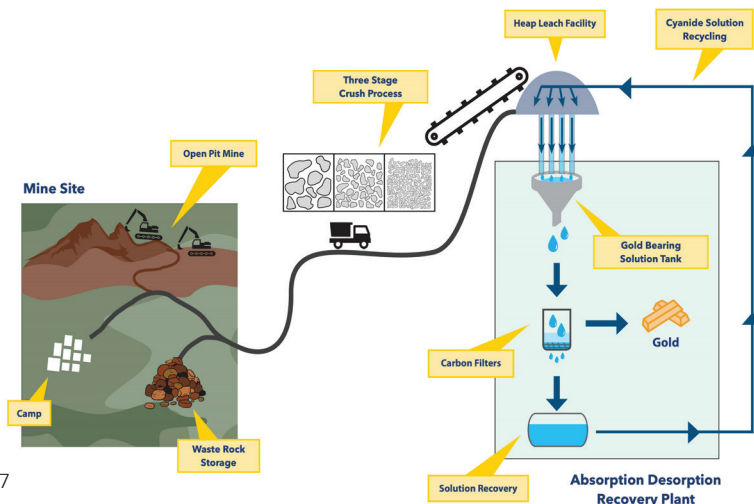 Heap Leach Facility
Cyanide Solution
Recycling
Three Stage
Crush Process
Open Pit Mine
Mine Site
Gold Bearing
Solution Tank
Gold
Carbon Filters
Camp
Waste Rock
Storage
Solution Recovery
Absorption Desorption
Recovery Plant
7